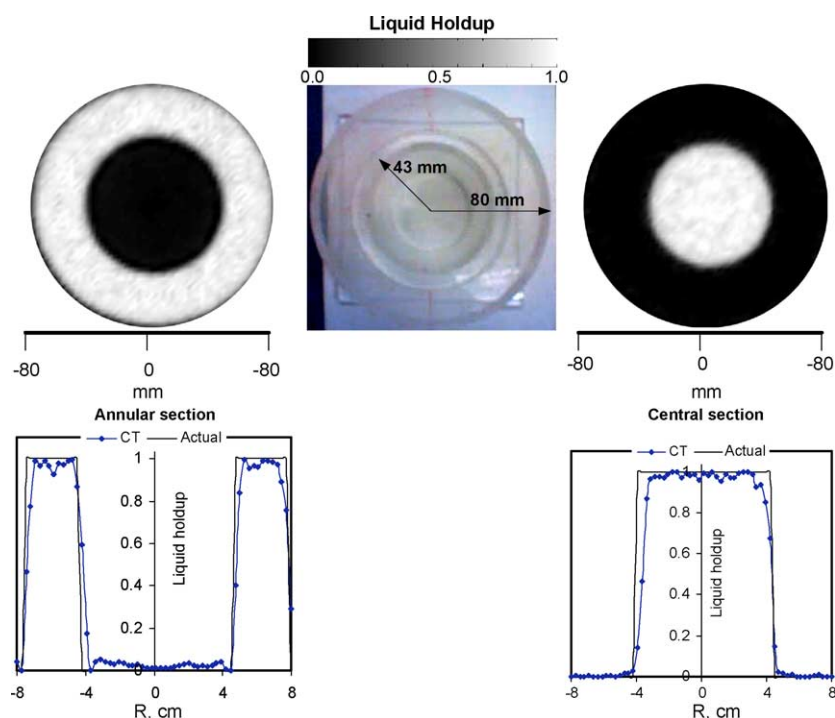 Liquid Holdup
0.0 0.5 1.0
43 mm
80 mm
-80 0 -80
mm
-80 0 -80
mm
Annular section
CT Actual
1
0.8
0.6
0.4
0.2
0
Liquid holdup
-8 -4 0 4 8
R, cm
Central section
CT Actual
1
0.8
0.6
0.4
0.2
0
Liquid holdup
-8 -4 0 4 8
R, cm